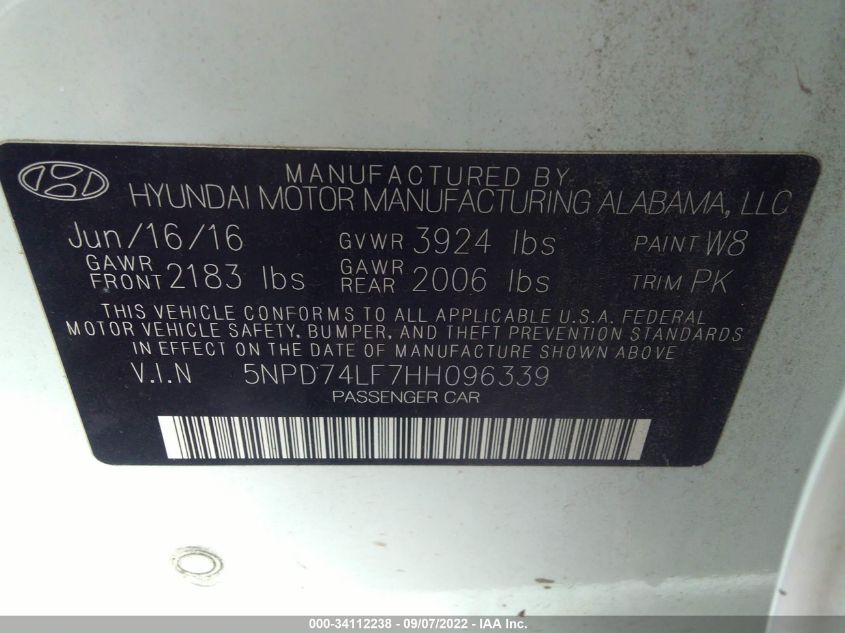 MANUFACTURED BY
HYUNDAI MOTOR MANUFACTURING ALABAMA, LLC
Jun/16/16 GVWR 3924 lbs PAINT W8
GAWR FRONT 2183 lbs GAWR REAR 2006 lbs TRIM PK
THIS VEHICLE CONFORMS TO ALL APPLICABLE U.S.A. FEDERAL
MOTOR VEHICLE SAFETY, BUMPER, AND THEFT PREVENTION STANDARDS
IN EFFECT ON THE DATE OF MANUFACTURE SHOWN ABOVE.
V.I.N 5NPD74LF7HH096339
PASSENGER CAR
000-34112238 - 09/07/2022 - IAA Inc.